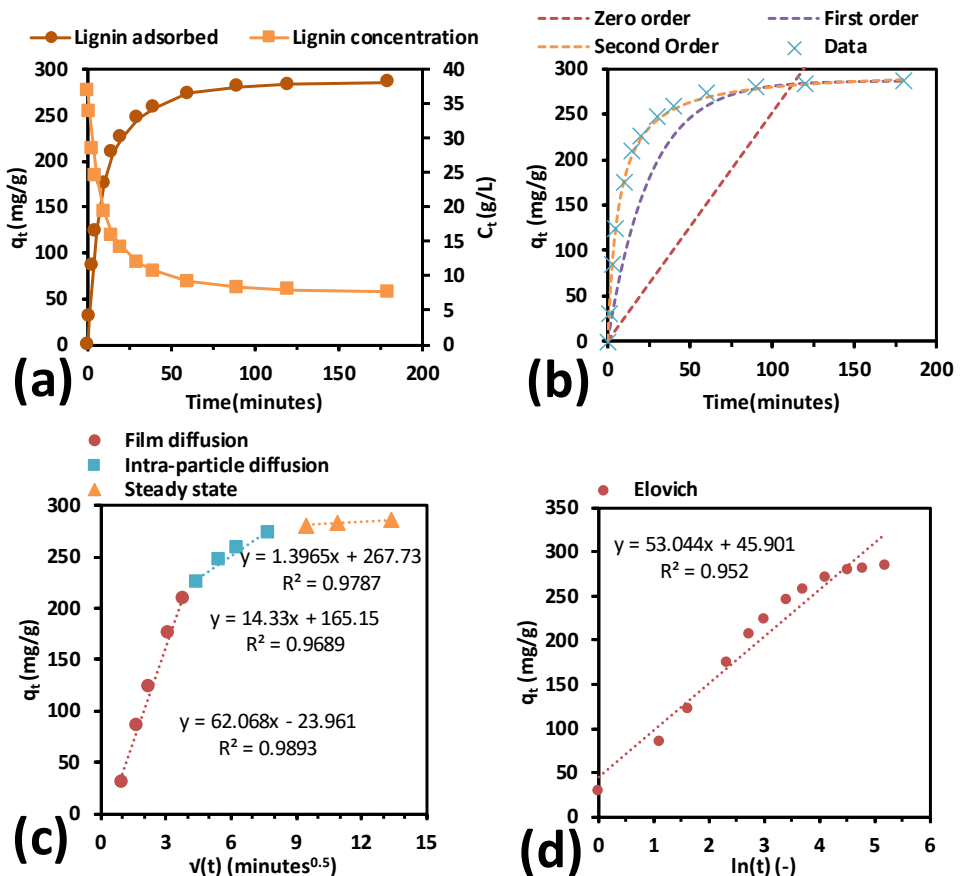 Lignin adsorbed
Lignin concentration
300
250
200
150
100
50
0
qt (mg/g)
40
35
30
25
20
15
10
5
0
Ct (g/L)
0 50 100 150 200
Time(minutes)
(a)
Zero order
First order
Second Order
Data
300
250
200
150
100
50
0
qt (mg/g)
0 50 100 150 200
Time(minutes)
(b)
Film diffusion
Intra-particle diffusion
Steady state
300
250
200
150
100
50
0
qt (mg/g)
y = 1.3965x + 267.73
R² = 0.9787
y = 14.33x + 165.15
R² = 0.9689
y = 62.068x - 23.961
R² = 0.9893
0 3 6 9 12 15
√(t) (minutes^0.5)
(c)
Elovich
350
300
250
200
150
100
50
0
qt (mg/g)
y = 53.044x + 45.901
R² = 0.952
0 1 2 3 4 5 6
ln(t) (-)
(d)